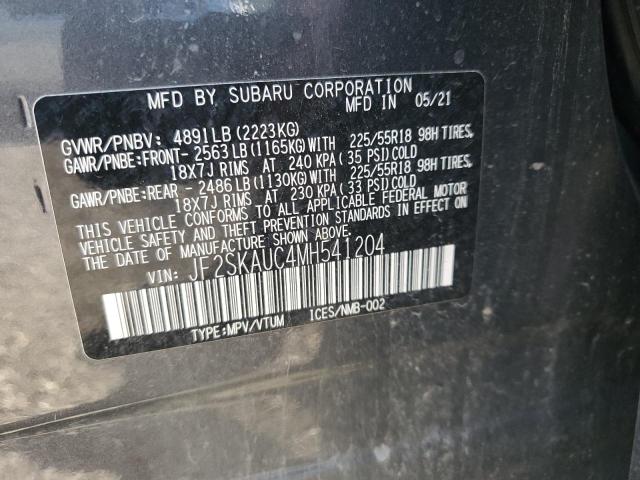 MFD BY SUBARU CORPORATION
MFD IN 05/21
GVWR/PNBV: 4891LB(2223KG)
GAWR/PNBE:FRONT- 2563LB(1165KG)WITH 225/55R18 98H TIRES,
18X7J RIMS AT 240 KPA(35 PSI)COLD
GAWR/PNBE:REAR - 2486LB(1130KG)WITH 225/55R18 98H TIRES,
18X7J RIMS AT 230 KPA(33 PSI)COLD
THIS VEHICLE CONFORMS TO ALL APPLICABLE FEDERAL MOTOR
VEHICLE SAFETY AND THEFT PREVENTION STANDARDS IN EFFECT ON
THE DATE OF MANUFACTURE SHOWN ABOVE.
VIN: JF2SKAUC4MH541204
TYPE:MPV/VTUM ICES/NMB-002